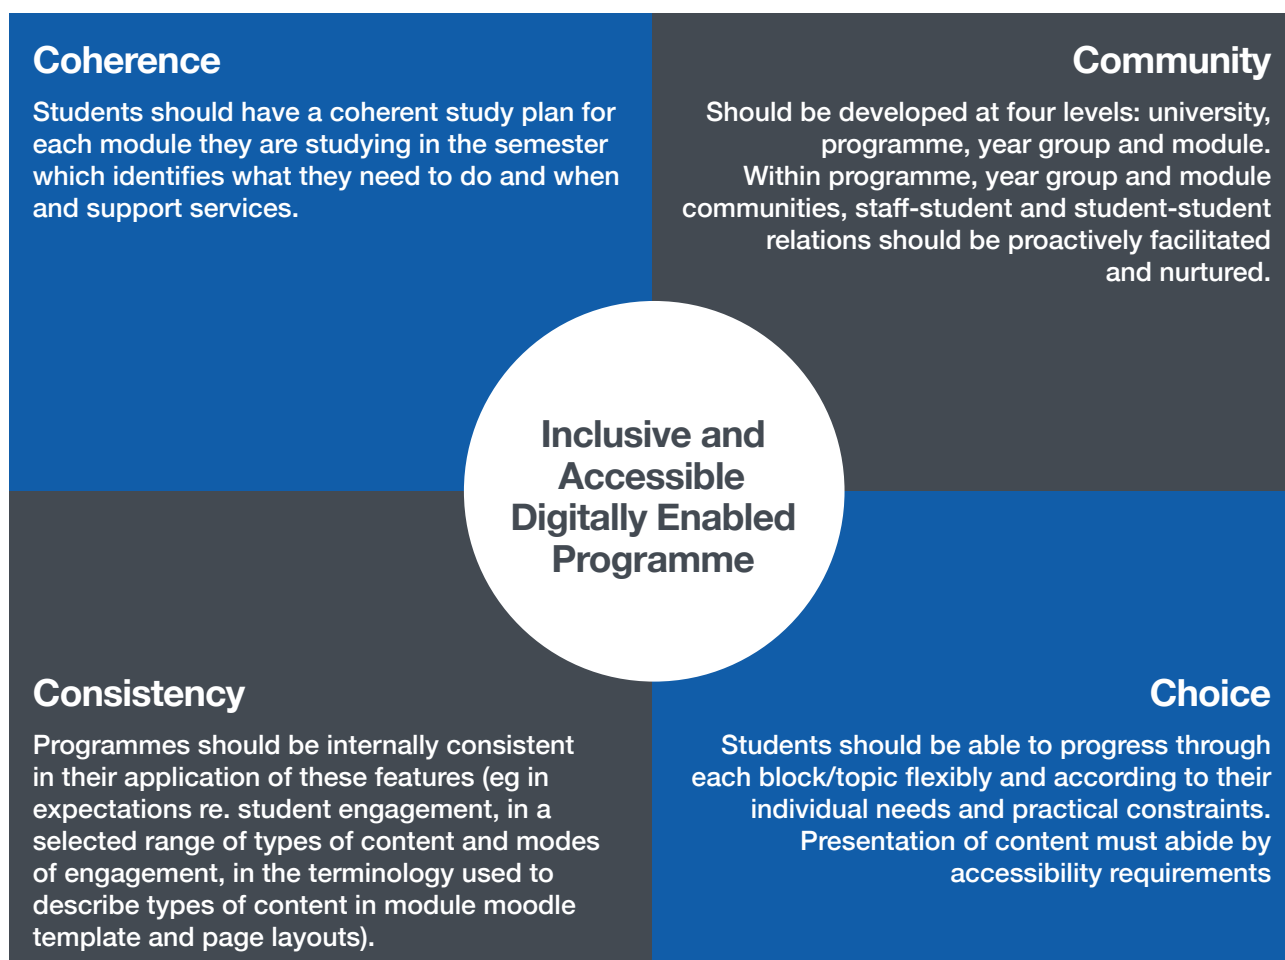 Coherence
Students should have a coherent study plan for
each module they are studying in the semester
which identifies what they need to do and when
and support services.
Community
Should be developed at four levels: university,
programme, year group and module.
Within programme, year group and module
communities, staff-student and student-student
relations should be proactively facilitated
and nurtured.
Inclusive and
Accessible
Digitally Enabled
Programme
Consistency
Programmes should be internally consistent
in their application of these features (eg in
expectations re. student engagement, in a
selected range of types of content and modes
of engagement, in the terminology used to
describe types of content in module moodle
template and page layouts).
Choice
Students should be able to progress through
each block/topic flexibly and according to their
individual needs and practical constraints.
Presentation of content must abide by
accessibility requirements